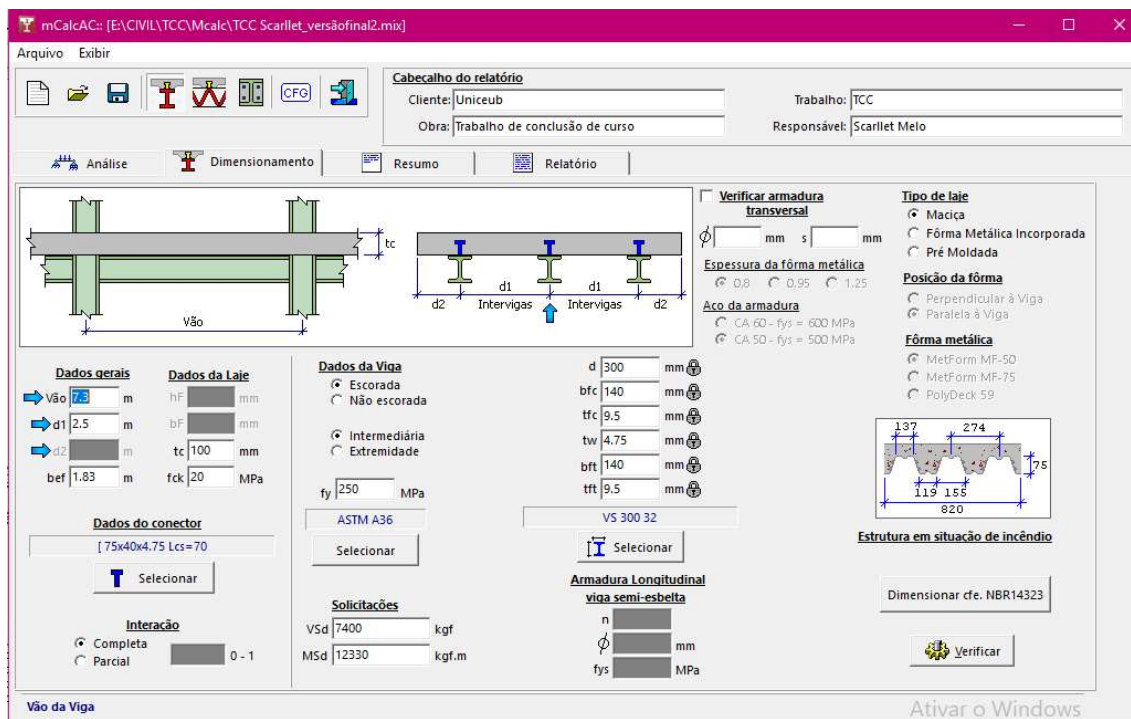 mCalcAC:: [E:\CIVIL\TCC\Mcalc\TCC Scarllet_versãofinal2.mix]
Arquivo Exibir
CFG
Cabeçalho do relatório
Cliente: Uniceub
Trabalho: TCC
Obra: Trabalho de conclusão de curso
Responsável: Scarllet Melo
Análise Dimensionamento Resumo Relatório
tc
d1 d1
d2 Intervigas Intervigas d2
Vão
Verificar armadura
transversal
ϕ mm s mm
Espessura da fôrma metálica
0,8 0.95 1.25
Aço da armadura
CA 60 - fys = 600 MPa
CA 50 - fys = 500 MPa
Tipo de laje
Maciça
Fôrma Metálica Incorporada
Pré Moldada
Posição da fôrma
Perpendicular à Viga
Paralela à Viga
Fôrma metálica
MetForm MF-50
MetForm MF-75
PolyDeck 59
137 274
75
119 155
820
Dados gerais
Vão 7.3 m
d1 2.5 m
d2 m
bef 1.83 m
Dados da Laje
hF mm
bF mm
tc 100 mm
fck 20 MPa
Dados do conector
[ 75x40x4.75 Lcs=70
Selecionar
Interação
Completa
Parcial
0 - 1
Dados da Viga
Escorada
Não escorada
Intermediária
Extremidade
fy 250 MPa
ASTM A36
Selecionar
Solicitações
VSd 7400 kgf
MSd 12330 kgf.m
d 300 mm
bfc 140 mm
tfc 9.5 mm
tw 4.75 mm
bft 140 mm
tft 9.5 mm
VS 300 32
Selecionar
Armadura Longitudinal
viga semi-esbelta
n
ϕ mm
fys MPa
Estrutura em situação de incêndio
Dimensionar cfe. NBR14323
Verificar
Vão da Viga
Ativar o Windows